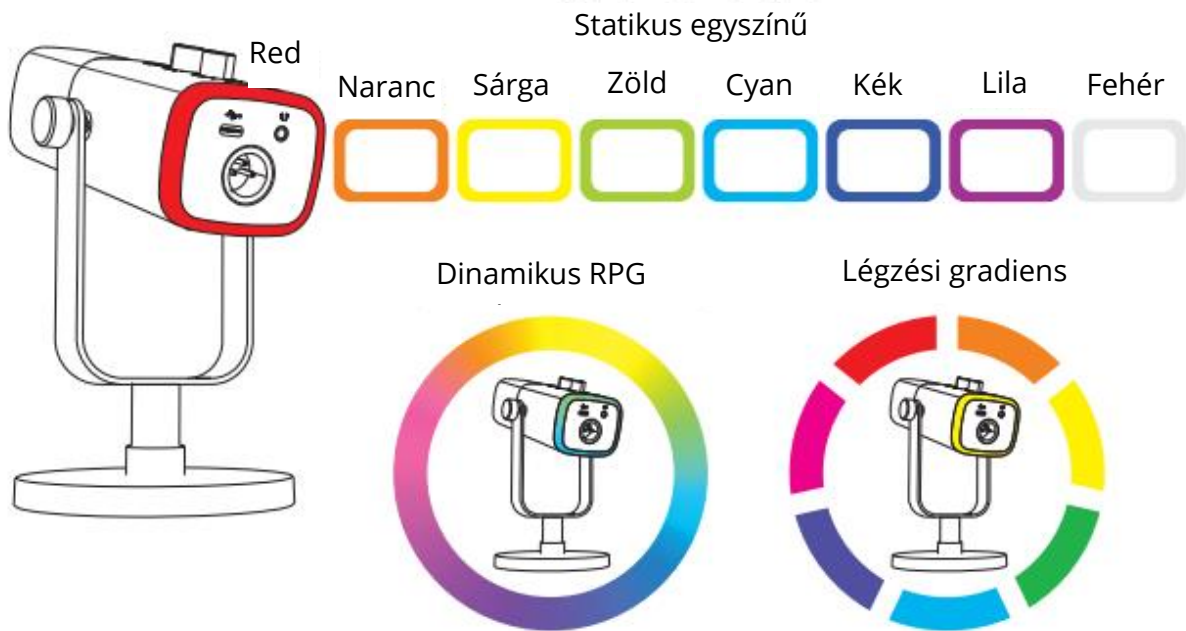 Statikus egyszínű
Red
Naranc
Sárga
Zöld
Cyan
Kék
Lila
Fehér
Dinamikus RPG
Légzési gradiens